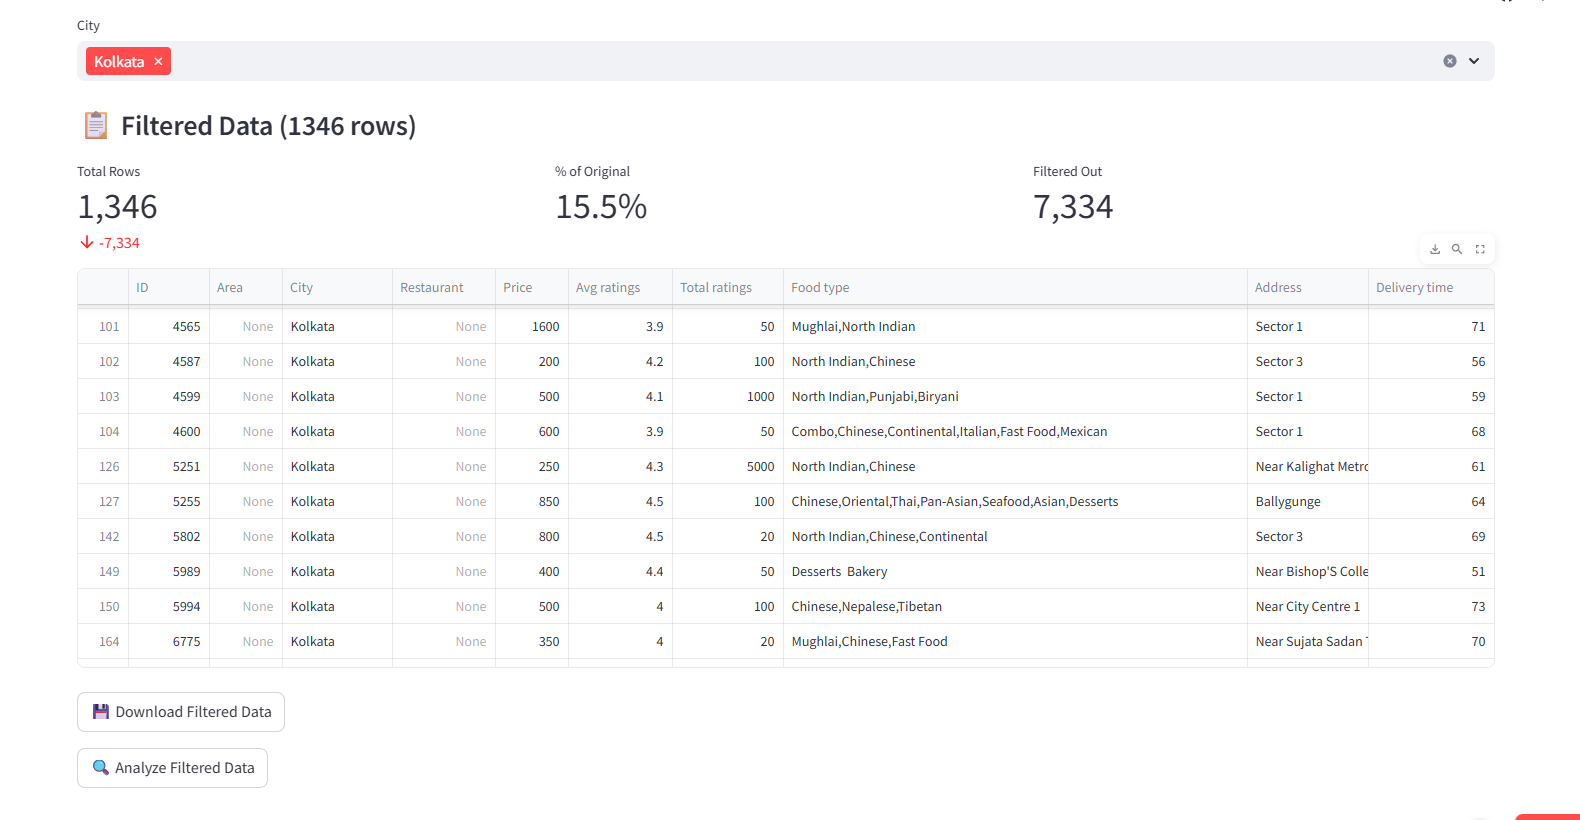 City
Kolkata ×
Filtered Data (1346 rows)
Total Rows % of Original Filtered Out
1,346 15.5% 7,334
-7,334
ID Area City Restaurant Price Avg ratings Total ratings Food type Address Delivery time
101 4565 None Kolkata None 1600 3.9 50 Mughlai,North Indian Sector 1 71
102 4587 None Kolkata None 200 4.2 100 North Indian,Chinese Sector 3 56
103 4599 None Kolkata None 500 4.1 1000 North Indian,Punjabi,Biryani Sector 1 59
104 4600 None Kolkata None 600 3.9 50 Combo,Chinese,Continental,Italian,Fast Food,Mexican Sector 1 68
126 5251 None Kolkata None 250 4.3 5000 North Indian,Chinese Near Kalighat Metro 61
127 5255 None Kolkata None 850 4.5 100 Chinese,Oriental,Thai,Pan-Asian,Seafood,Asian,Desserts Ballygunge 64
142 5802 None Kolkata None 800 4.5 20 North Indian,Chinese,Continental Sector 3 69
149 5989 None Kolkata None 400 4.4 50 Desserts Bakery Near Bishop'S Colle 51
150 5994 None Kolkata None 500 4 100 Chinese,Nepalese,Tibetan Near City Centre 1 73
164 6775 None Kolkata None 350 4 20 Mughlai,Chinese,Fast Food Near Sujata Sadan 70
Download Filtered Data
Analyze Filtered Data